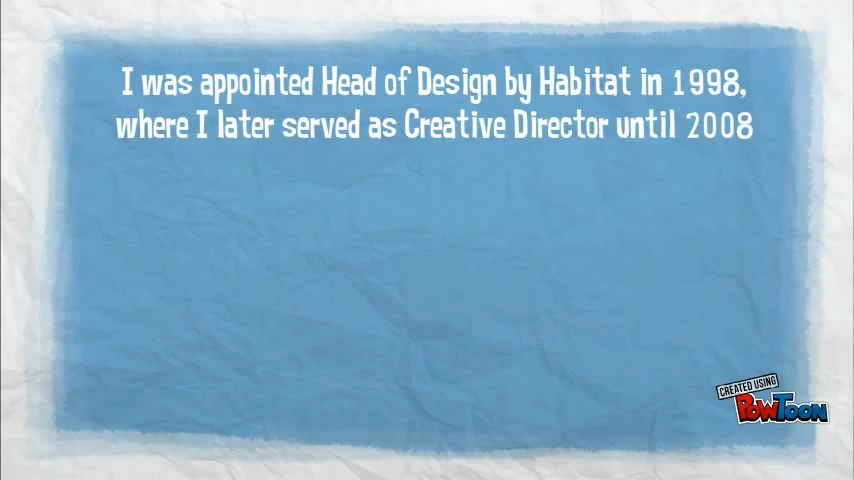 I was appointed Head of Design by Habitat in 1998,
where I later served as Creative Director until 2008
CREATED USING
POWTOON